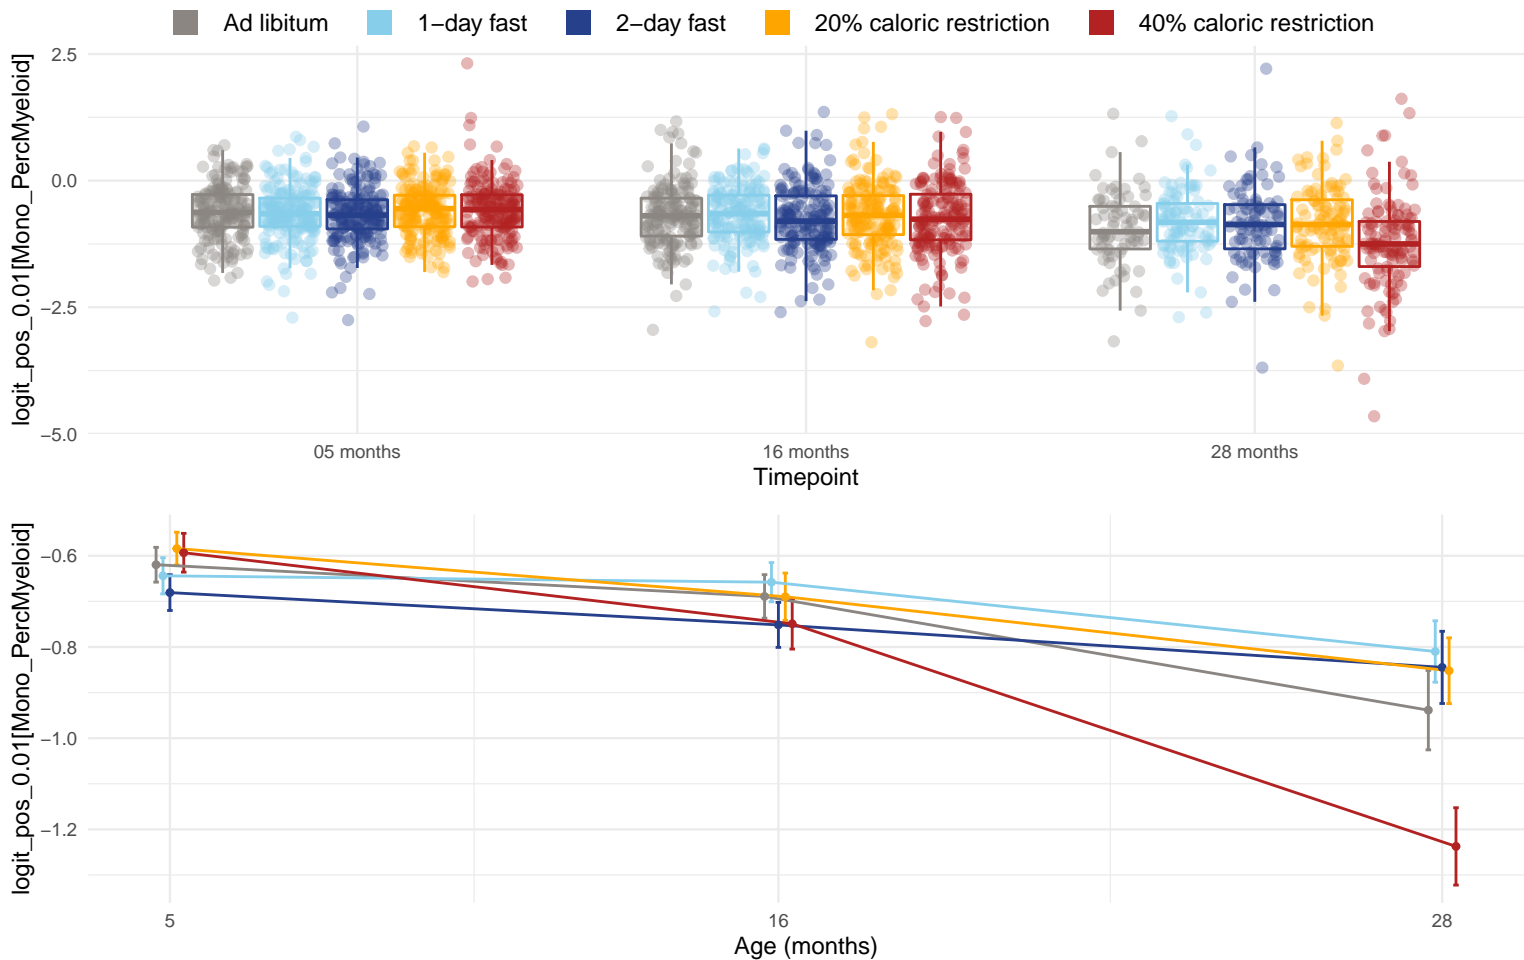 Ad libitum 1−day fast 2−day fast 20% caloric restriction 40% caloric restriction
logit_pos_0.01[Mono_PercMyeloid]
2.5
0.0
−2.5
−5.0
05 months 16 months 28 months
Timepoint
logit_pos_0.01[Mono_PercMyeloid]
−0.6
−0.8
−1.0
−1.2
5 16 28
Age (months)